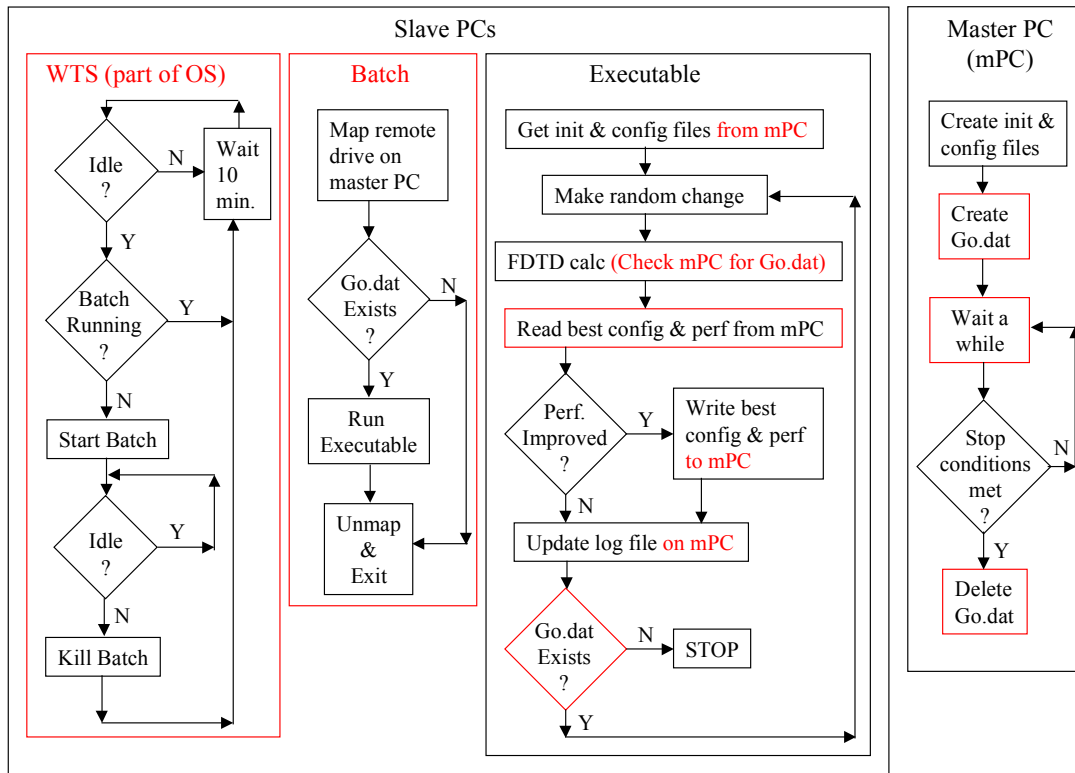 Slave PCs
WTS (part of OS)
Idle
?
N
Wait
10
min.
Y
Batch
Running
?
Y
N
Start Batch
Idle
?
Y
N
Kill Batch
Batch
Map remote
drive on
master PC
Go.dat
Exists
?
N
Y
Run
Executable
Unmap
&
Exit
Executable
Get init & config files from mPC
Make random change
FDTD calc (Check mPC for Go.dat)
Read best config & perf from mPC
Perf.
Improved
?
Y
Write best
config & perf
to mPC
N
Update log file on mPC
Go.dat
Exists
?
N
STOP
Y
Master PC
(mPC)
Create init &
config files
Create
Go.dat
Wait a
while
Stop
conditions
met
?
N
Y
Delete
Go.dat